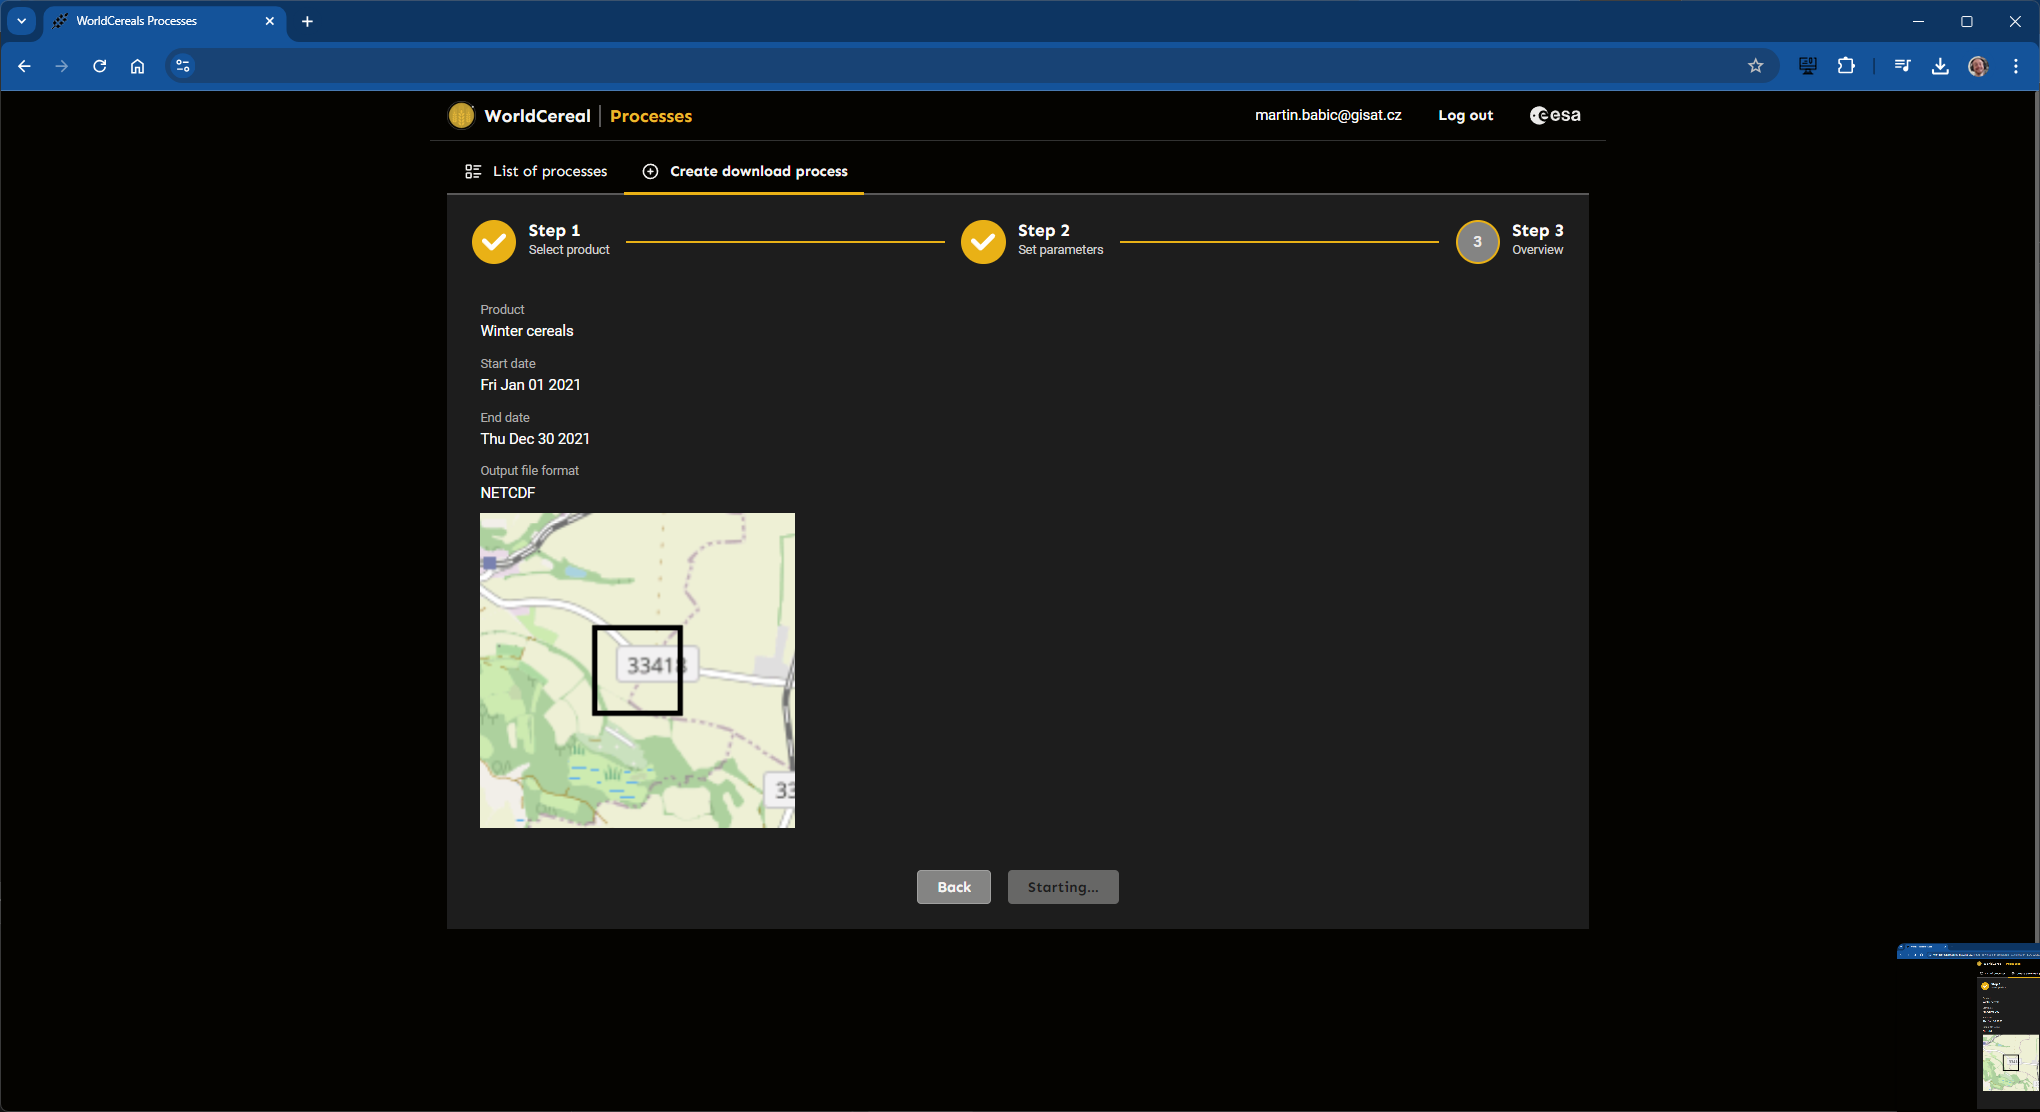 WorldCereals Processes
WorldCereal | Processes
martin.babic@gisat.cz
Log out
esa
List of processes
Create download process
Step 1
Select product
Step 2
Set parameters
3
Step 3
Overview
Product
Winter cereals
Start date
Fri Jan 01 2021
End date
Thu Dec 30 2021
Output file format
NETCDF
33418
33
Back
Starting...